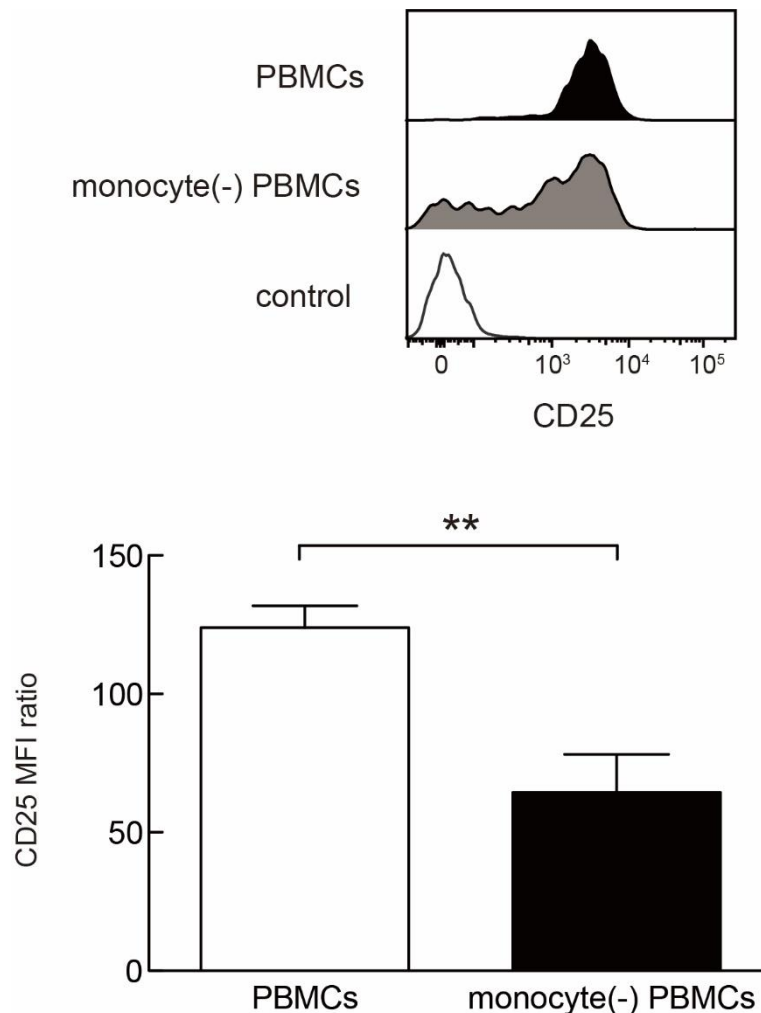 PBMCs
monocyte(-) PBMCs
control
0 10³ 10⁴ 10⁵
CD25
**
150
100
50
0
CD25 MFI ratio
PBMCs monocyte(-) PBMCs